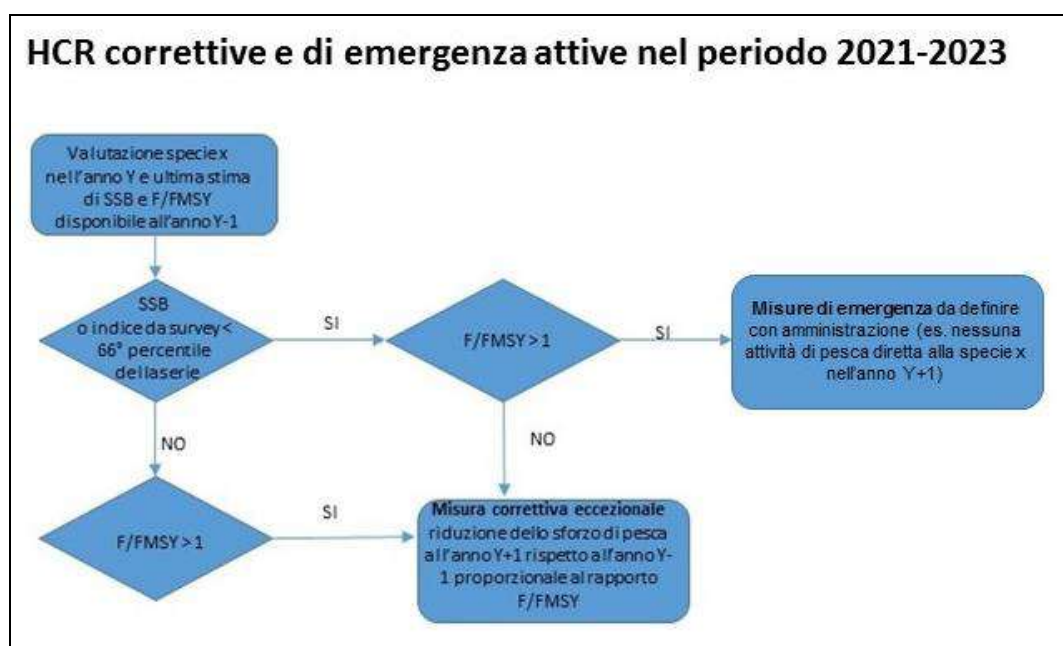 HCR correttive e di emergenza attive nel periodo 2021-2023
Valutazione specie x
nell'anno Y e ultima stima
di SSB e F/FMSY
disponibile all'anno Y-1
SSB
o indice da survey<
66° percentile
della serie
SI
F/FMSY > 1
SI
Misure di emergenza da definire
con amministrazione (es. nessuna
attività di pesca diretta alla specie x
nell'anno Y+1)
NO
NO
F/FMSY > 1
SI
Misura correttiva eccezionale
riduzione dello sforzo di pesca
all'anno Y+1 rispetto all'anno Y-
1 proporzionale al rapporto
F/FMSY